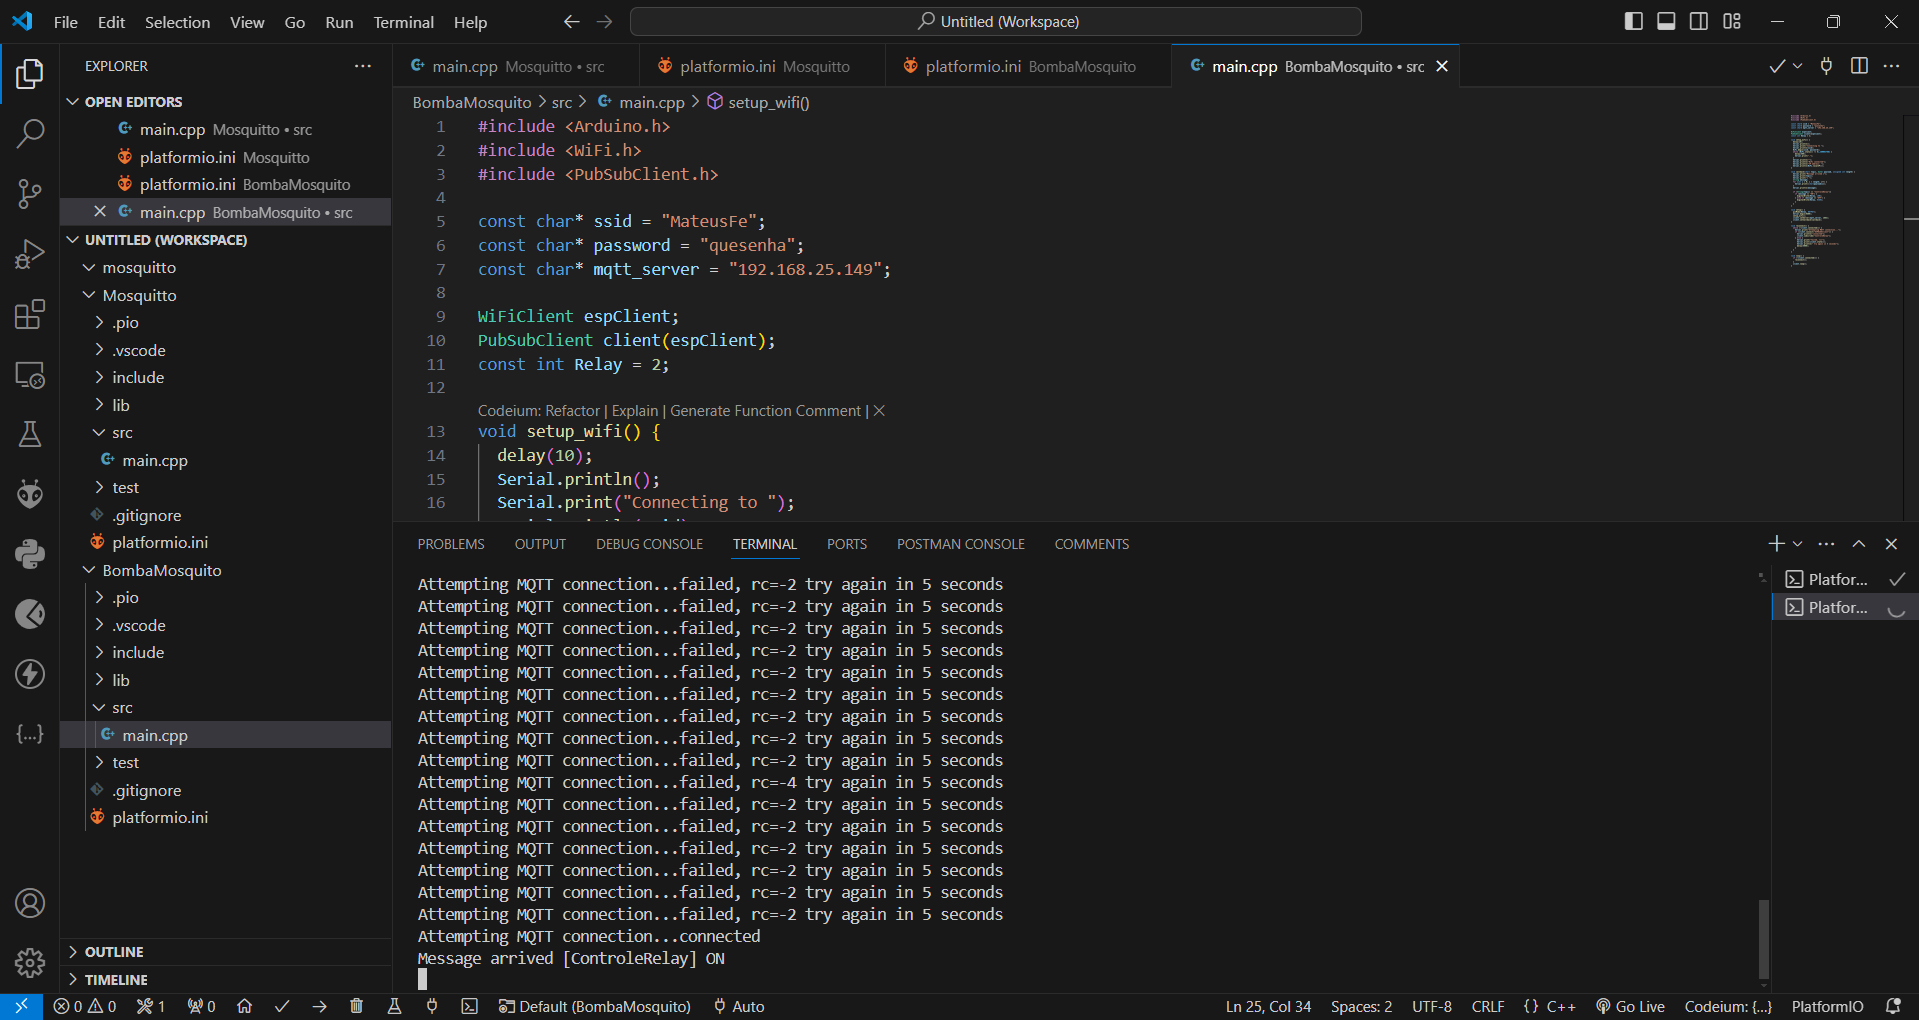 File Edit Selection View Go Run Terminal Help
Untitled (Workspace)
EXPLORER
OPEN EDITORS
main.cpp Mosquitto • src
platformio.ini Mosquitto
platformio.ini BombaMosquito
main.cpp BombaMosquito • src
UNTITLED (WORKSPACE)
mosquitto
Mosquitto
.pio
.vscode
include
lib
src
main.cpp
test
.gitignore
platformio.ini
BombaMosquito
.pio
.vscode
include
lib
src
main.cpp
test
.gitignore
platformio.ini
OUTLINE
TIMELINE
main.cpp Mosquitto • src
platformio.ini Mosquitto
platformio.ini BombaMosquito
main.cpp BombaMosquito • src
BombaMosquito > src > main.cpp > setup_wifi()
1 #include <Arduino.h>
2 #include <WiFi.h>
3 #include <PubSubClient.h>
4
5 const char* ssid = "MateusFe";
6 const char* password = "quesenha";
7 const char* mqtt_server = "192.168.25.149";
8
9 WiFiClient espClient;
10 PubSubClient client(espClient);
11 const int Relay = 2;
12
Codeium: Refactor | Explain | Generate Function Comment | X
13 void setup_wifi() {
14 delay(10);
15 Serial.println();
16 Serial.print("Connecting to ");
PROBLEMS OUTPUT DEBUG CONSOLE TERMINAL PORTS POSTMAN CONSOLE COMMENTS
Attempting MQTT connection...failed, rc=-2 try again in 5 seconds
Attempting MQTT connection...failed, rc=-2 try again in 5 seconds
Attempting MQTT connection...failed, rc=-2 try again in 5 seconds
Attempting MQTT connection...failed, rc=-2 try again in 5 seconds
Attempting MQTT connection...failed, rc=-2 try again in 5 seconds
Attempting MQTT connection...failed, rc=-2 try again in 5 seconds
Attempting MQTT connection...failed, rc=-2 try again in 5 seconds
Attempting MQTT connection...failed, rc=-2 try again in 5 seconds
Attempting MQTT connection...failed, rc=-2 try again in 5 seconds
Attempting MQTT connection...failed, rc=-4 try again in 5 seconds
Attempting MQTT connection...failed, rc=-2 try again in 5 seconds
Attempting MQTT connection...failed, rc=-2 try again in 5 seconds
Attempting MQTT connection...failed, rc=-2 try again in 5 seconds
Attempting MQTT connection...failed, rc=-2 try again in 5 seconds
Attempting MQTT connection...failed, rc=-2 try again in 5 seconds
Attempting MQTT connection...failed, rc=-2 try again in 5 seconds
Attempting MQTT connection...connected
Message arrived [ControleRelay] ON
Platfor...
Platfor...
0 0 1 0 Default (BombaMosquito) Auto Ln 25, Col 34 Spaces: 2 UTF-8 CRLF {} C++ Go Live Codeium: {...} PlatformIO